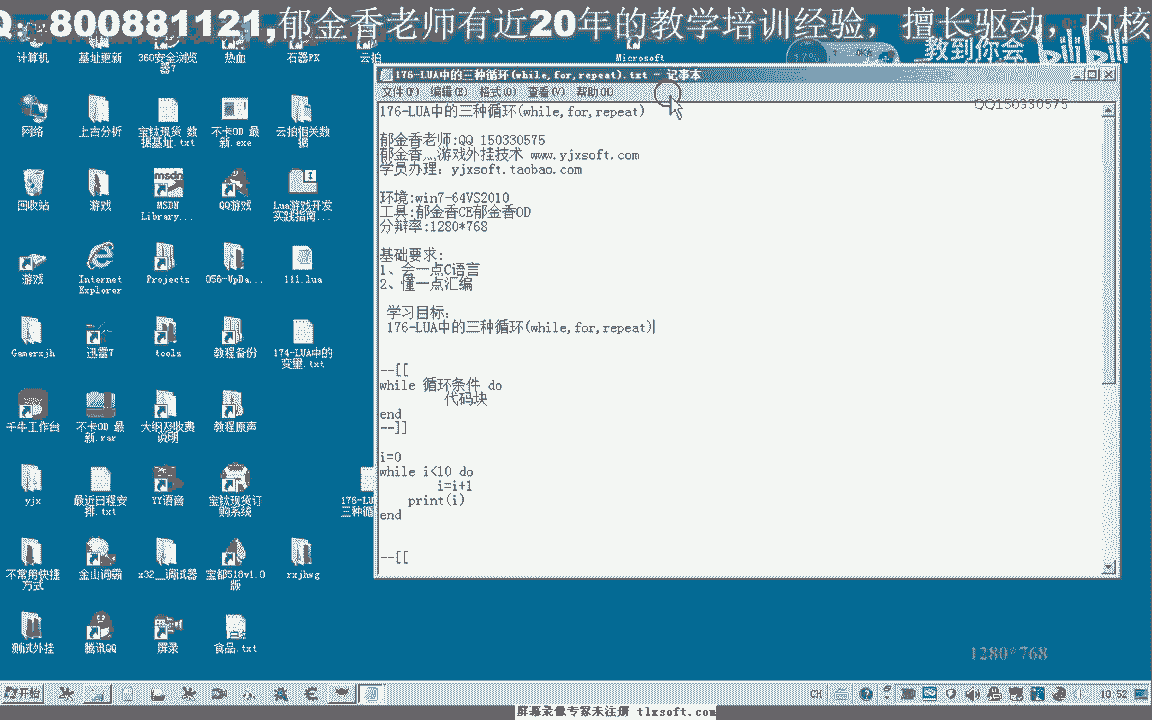 Q: 800881121,郁金香老师有近20年的教学培训经验，擅长驱动，内核
教到你会 bilibili
QQ150330575
计算机
基址更新
360安全浏览器7
热血
石器PX
云拍
Microsoft
176-LUA中的三种循环(while,for,repeat).txt - 记事本
文件(F) 编辑(E) 格式(O) 查看(V) 帮助(H)
176-LUA中的三种循环(while,for,repeat)
郁金香老师:QQ 150330575
郁金香灬游戏外挂技术 www.yjxsoft.com
学员办理：yjxsoft.taobao.com
环境:win7-64VS2010
工具:郁金香CE郁金香OD
分辩率:1280*768
基础要求:
1、会一点C语言
2、懂一点汇编
学习目标:
176-LUA中的三种循环(while,for,repeat)
--[[
while 循环条件 do
代码块
end
--]]
i=0
while i<10 do
i=i+1
print(i)
end
--[[
网络
上古分析
宝钛现货 数据基址.txt
不卡OD 最新.exe
云拍相关数据
回收站
游戏
MSDN Library...
QQ游戏
Lua游戏开发实践指南...
游戏
Internet Explorer
Projects
056-UpDa...
111.lua
Gamerxjh
迅雷7
tools
教程备份
174-LUA中的变量.txt
千牛工作台
不卡OD 最新.rar
大纲及收费说明
教程原声
yjx
最近日程安排.txt
YY语音
宝钛现货订购系统
176-LU
三种循
不常用快捷方式
金山词霸
x32__调试器
宝都518v1.0版
rxjhwg
测试外挂
腾讯QQ
屏录
食品.txt
1280*768
开始
CH
10:52
屏幕录像专家未注册 tlxsoft.com